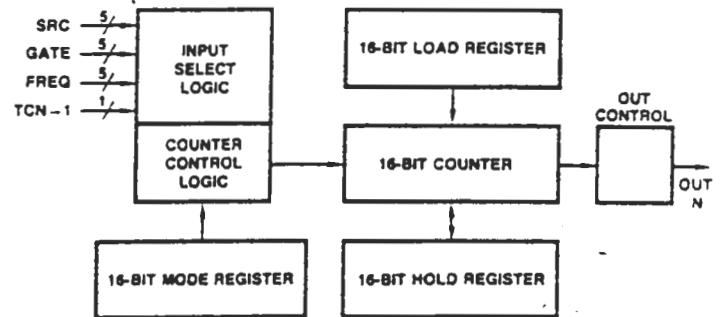 SRC 5
GATE 5
FREQ 5
TCN-1 1
INPUT
SELECT
LOGIC
COUNTER
CONTROL
LOGIC
16-BIT MODE REGISTER
16-BIT LOAD REGISTER
16-BIT COUNTER
16-BIT HOLD REGISTER
OUT
CONTROL
OUT
N